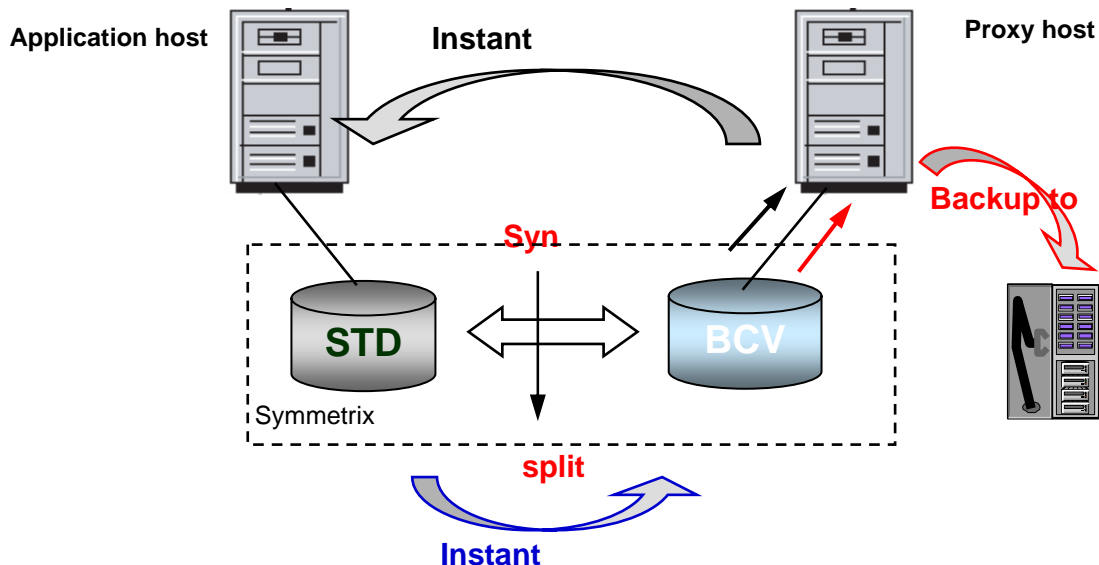 Application host
Instant
Proxy host
Backup to
Syn
STD
BCV
Symmetrix
split
Instant